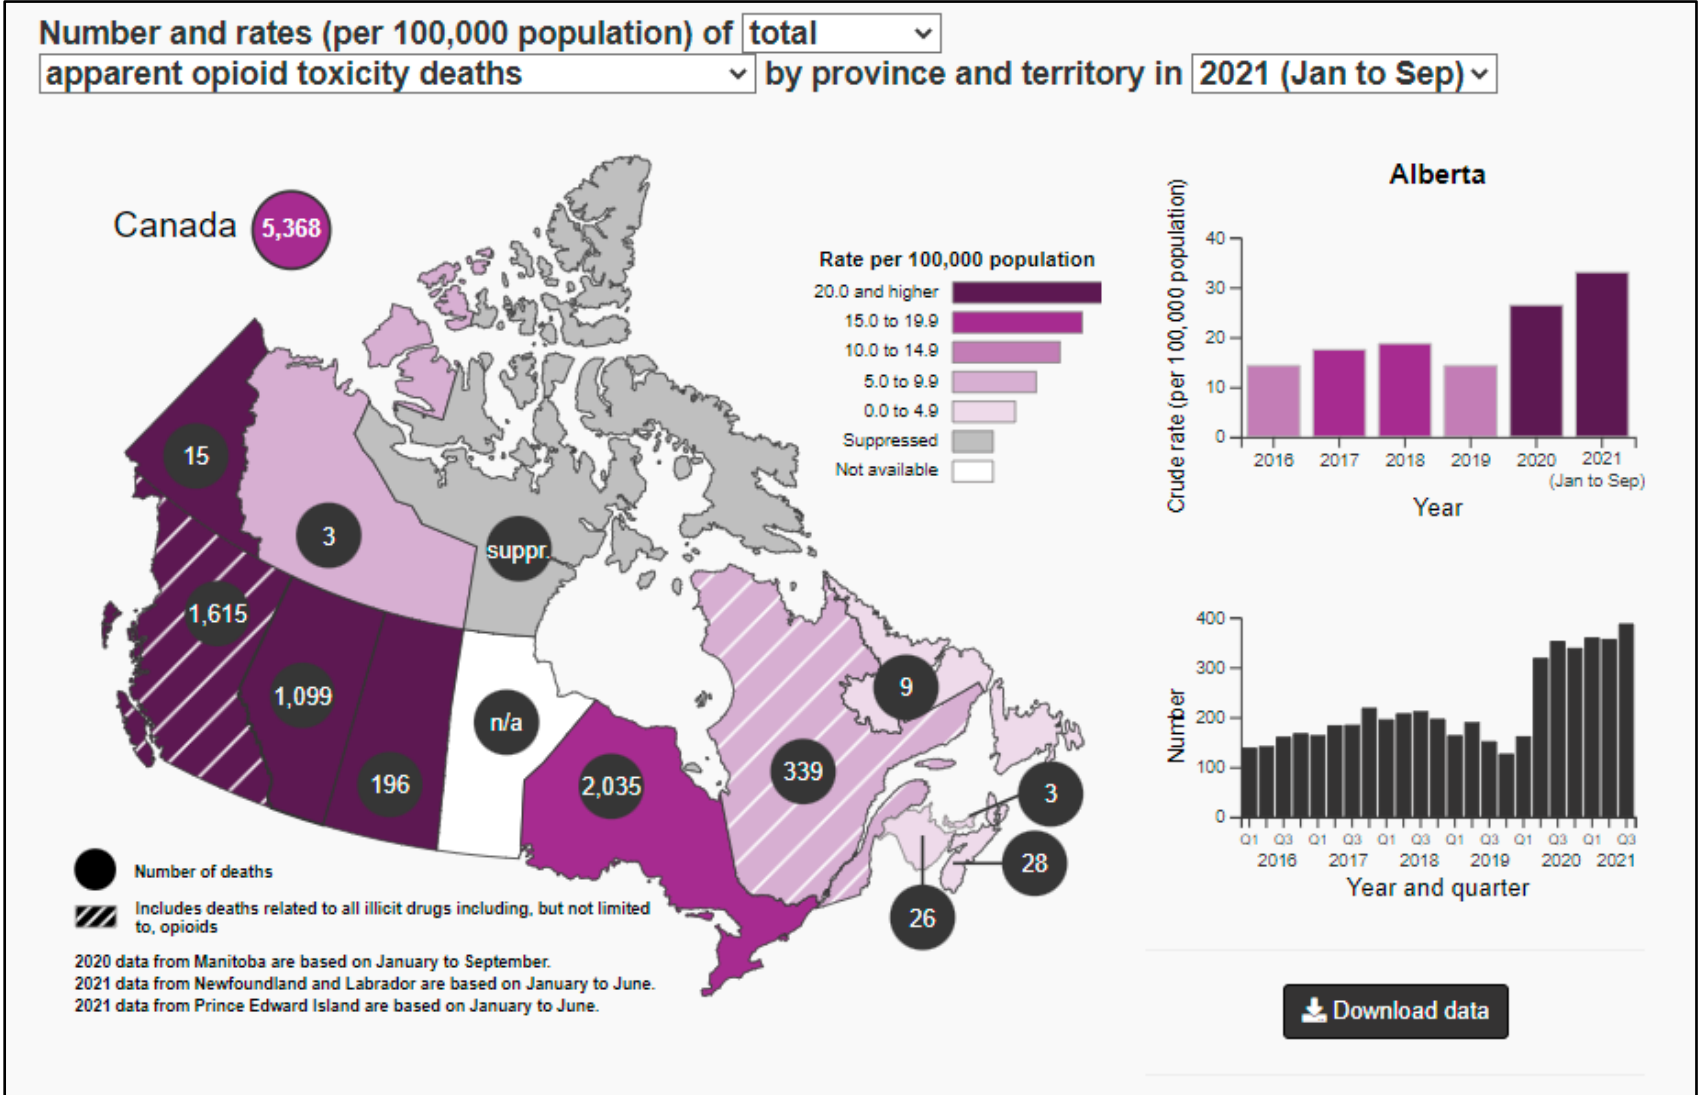 Number and rates (per 100,000 population) of total
apparent opioid toxicity deaths by province and territory in 2021 (Jan to Sep)
Canada 5,368
Rate per 100,000 population
20.0 and higher
15.0 to 19.9
10.0 to 14.9
5.0 to 9.9
0.0 to 4.9
Suppressed
Not available
15
3
suppr.
1,615
1,099
196
n/a
2,035
339
9
3
28
26
Number of deaths
Includes deaths related to all illicit drugs including, but not limited
to, opioids
2020 data from Manitoba are based on January to September.
2021 data from Newfoundland and Labrador are based on January to June.
2021 data from Prince Edward Island are based on January to June.
Alberta
Crude rate (per 100,000 population)
40
30
20
10
0
2016 2017 2018 2019 2020 2021
(Jan to Sep)
Year
Number
400
300
200
100
0
Q1 Q3 Q1 Q3 Q1 Q3 Q1 Q3 Q1 Q3 Q1 Q3
2016 2017 2018 2019 2020 2021
Year and quarter
Download data